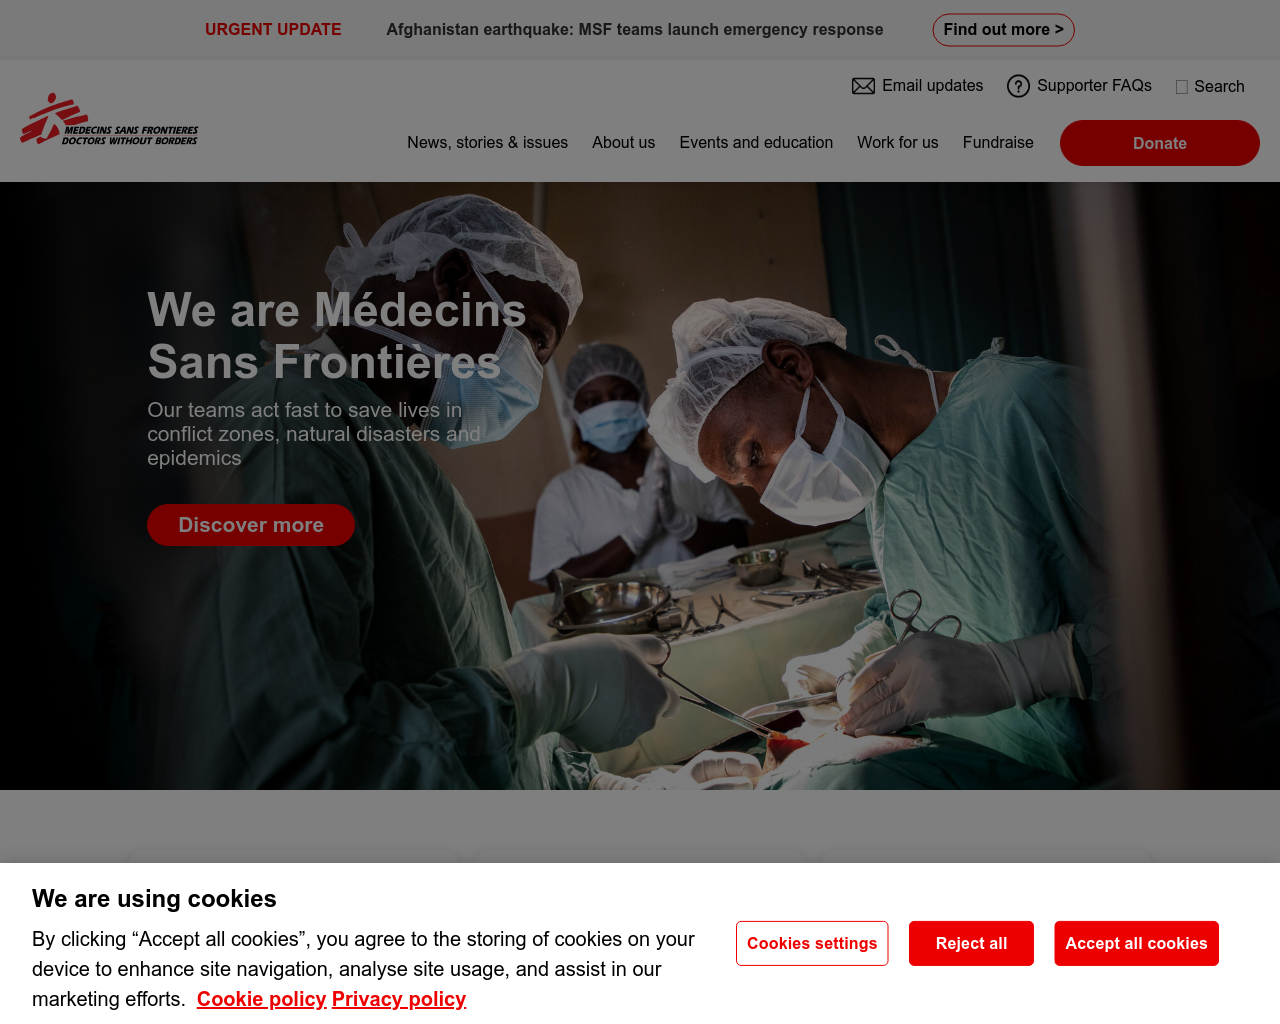 URGENT UPDATE
Afghanistan earthquake: MSF teams launch emergency response
Find out more >
Email updates
Supporter FAQs
Search
MEDECINS SANS FRONTIERES
DOCTORS WITHOUT BORDERS
News, stories & issues
About us
Events and education
Work for us
Fundraise
Donate
We are Médecins
Sans Frontières
Our teams act fast to save lives in
conflict zones, natural disasters and
epidemics
Discover more
We are using cookies
By clicking “Accept all cookies”, you agree to the storing of cookies on your
device to enhance site navigation, analyse site usage, and assist in our
marketing efforts. Cookie policy Privacy policy
Cookies settings
Reject all
Accept all cookies